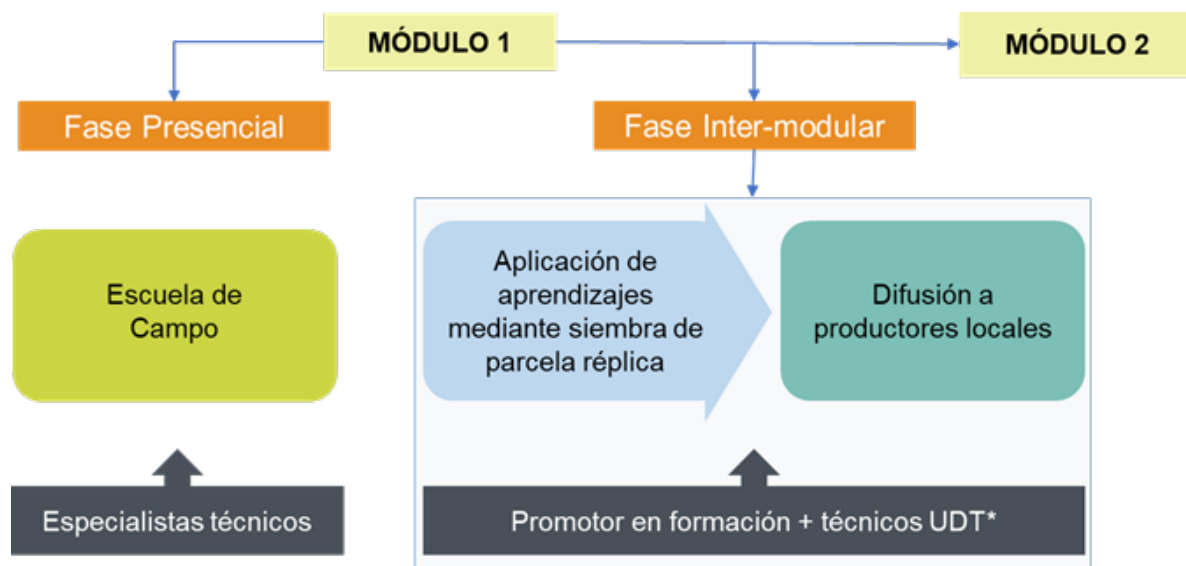 MÓDULO 1
MÓDULO 2
Fase Presencial
Fase Inter-modular
Escuela de
Campo
Aplicación de
aprendizajes
mediante siembra de
parcela réplica
Difusión a
productores locales
Especialistas técnicos
Promotor en formación + técnicos UDT*